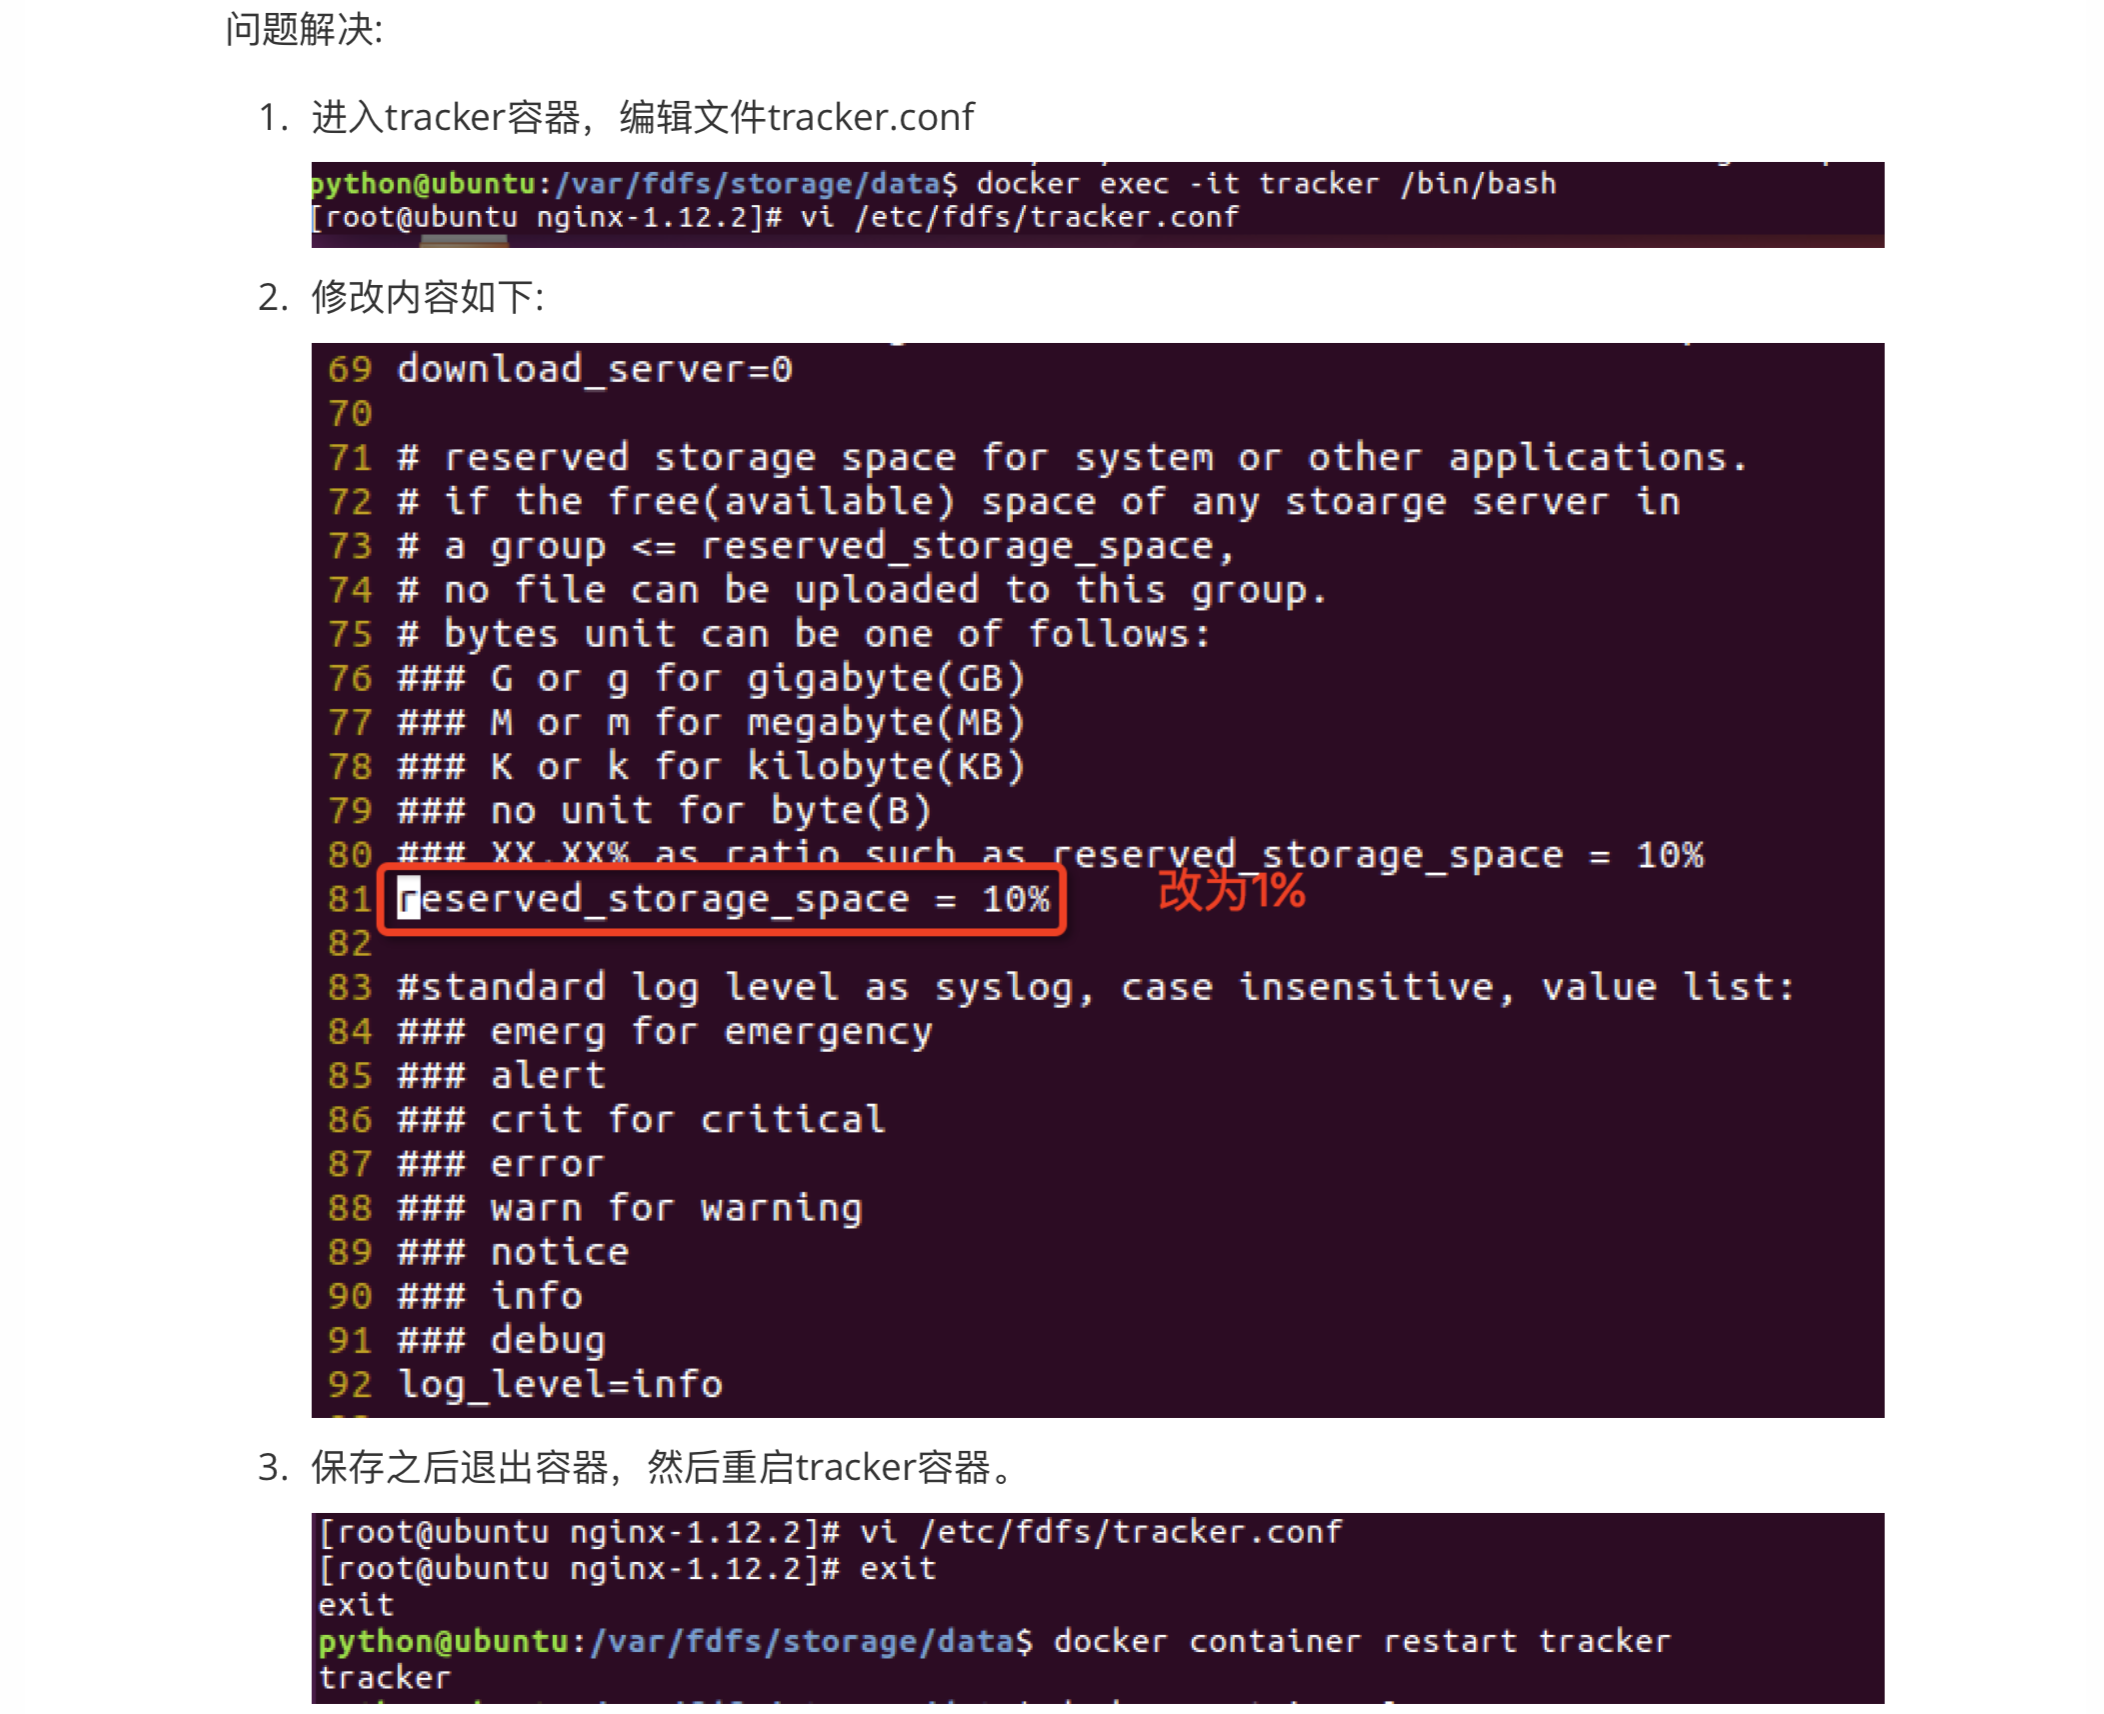 问题解决:
1. 进入tracker容器，编辑文件tracker.conf
python@ubuntu:/var/fdfs/storage/data$ docker exec -it tracker /bin/bash
[root@ubuntu nginx-1.12.2]# vi /etc/fdfs/tracker.conf
2. 修改内容如下:
69 download_server=0
70
71 # reserved storage space for system or other applications.
72 # if the free(available) space of any stoarge server in
73 # a group <= reserved_storage_space,
74 # no file can be uploaded to this group.
75 # bytes unit can be one of follows:
76 ### G or g for gigabyte(GB)
77 ### M or m for megabyte(MB)
78 ### K or k for kilobyte(KB)
79 ### no unit for byte(B)
80 ### XX.XX% as ratio such as reserved_storage_space = 10%
81 reserved_storage_space = 10% 改为1%
82
83 #standard log level as syslog, case insensitive, value list:
84 ### emerg for emergency
85 ### alert
86 ### crit for critical
87 ### error
88 ### warn for warning
89 ### notice
90 ### info
91 ### debug
92 log_level=info
3. 保存之后退出容器，然后重启tracker容器。
[root@ubuntu nginx-1.12.2]# vi /etc/fdfs/tracker.conf
[root@ubuntu nginx-1.12.2]# exit
exit
python@ubuntu:/var/fdfs/storage/data$ docker container restart tracker
tracker